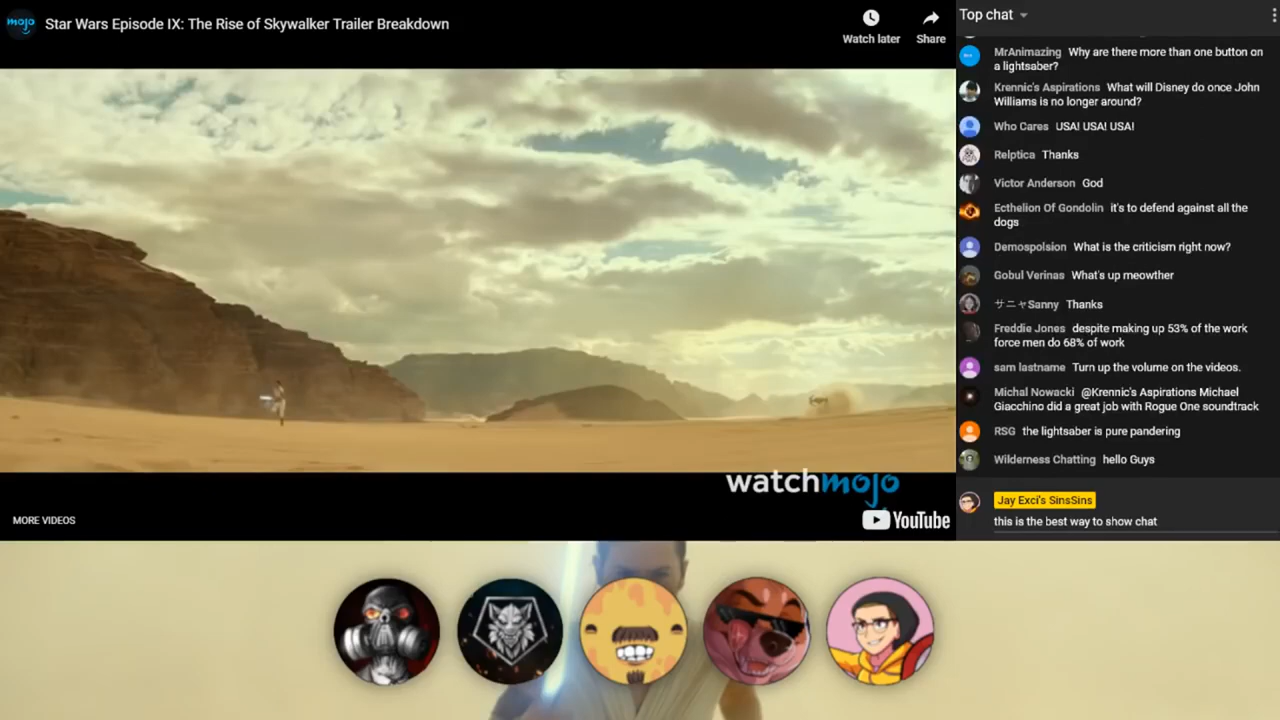 mojo
Star Wars Episode IX: The Rise of Skywalker Trailer Breakdown
Watch later
Share
watchmojo
YouTube
MORE VIDEOS
Top chat
MrAnimazing Why are there more than one button on
a lightsaber?
Krennic's Aspirations What will Disney do once John
Williams is no longer around?
Who Cares USA! USA! USA!
Relptica Thanks
Victor Anderson God
Ecthelion Of Gondolin it's to defend against all the
dogs
Demospolsion What is the criticism right now?
Gobul Verinas What's up meowther
サニャSanny Thanks
Freddie Jones despite making up 53% of the work
force men do 68% of work
sam lastname Turn up the volume on the videos.
Michal Nowacki @Krennic's Aspirations Michael
Giacchino did a great job with Rogue One soundtrack
RSG the lightsaber is pure pandering
Wilderness Chatting hello Guys
Jay Exci's SinsSins
this is the best way to show chat